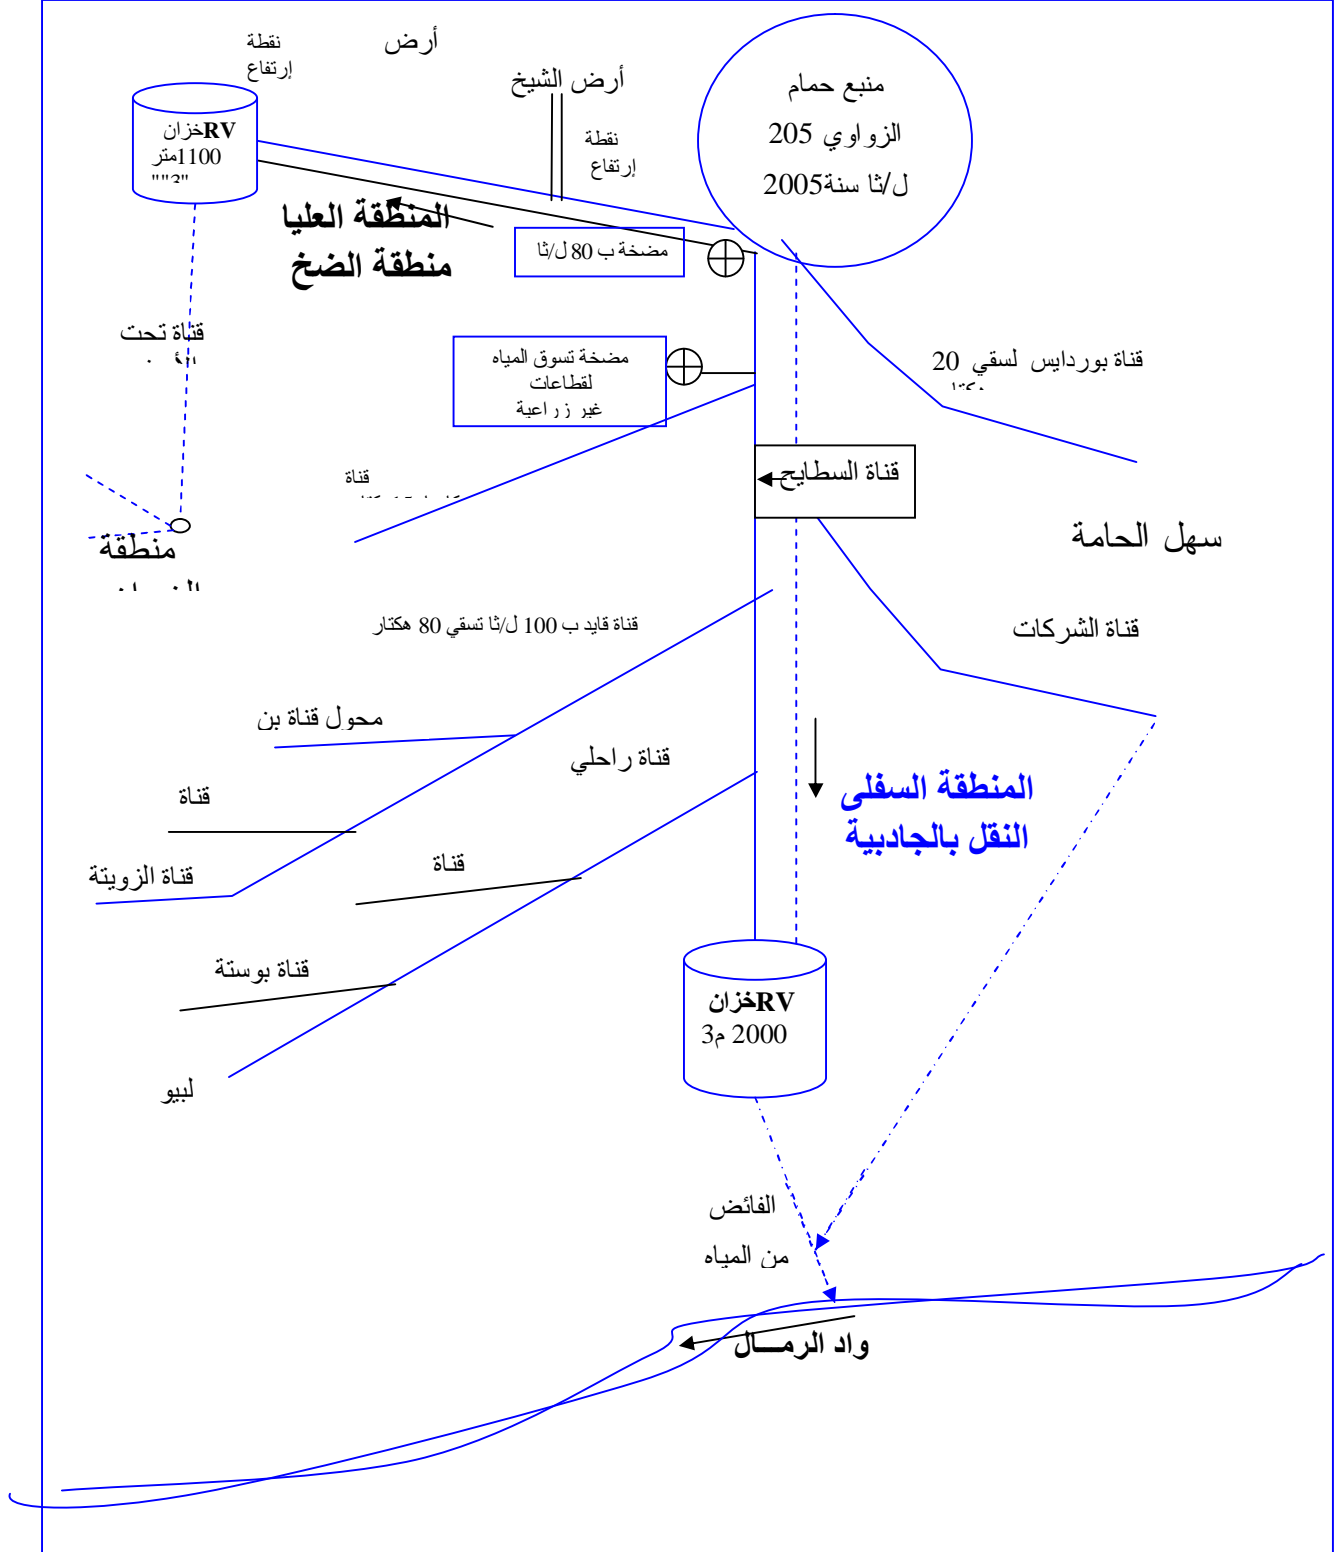 أرض
نقطة
إرتفاع
أرض الشيخ
نقطة
إرتفاع
منبع حمام
الزواوي 205
ل/ثا سنة2005
RVخزان
1100متر
"3""
المنطقة العليا
منطقة الضخ
مضخة ب 80 ل/ثا
قناة تحت
مضخة تسوق المياه
لقطاعات
غير زراعية
قناة بوردايس لسقي 20
قناة السطايح
قناة
سهل الحامة
منطقة
قناة الشركات
قناة قايد ب 100 ل/ثا تسقي 80 هكتار
محول قناة بن
قناة راحلي
المنطقة السفلى
النقل بالجادبية
قناة
قناة
قناة الزويتة
قناة بوستة
RVخزان
2000 م3
لبيو
الفائض
من المياه
واد الرمـــال